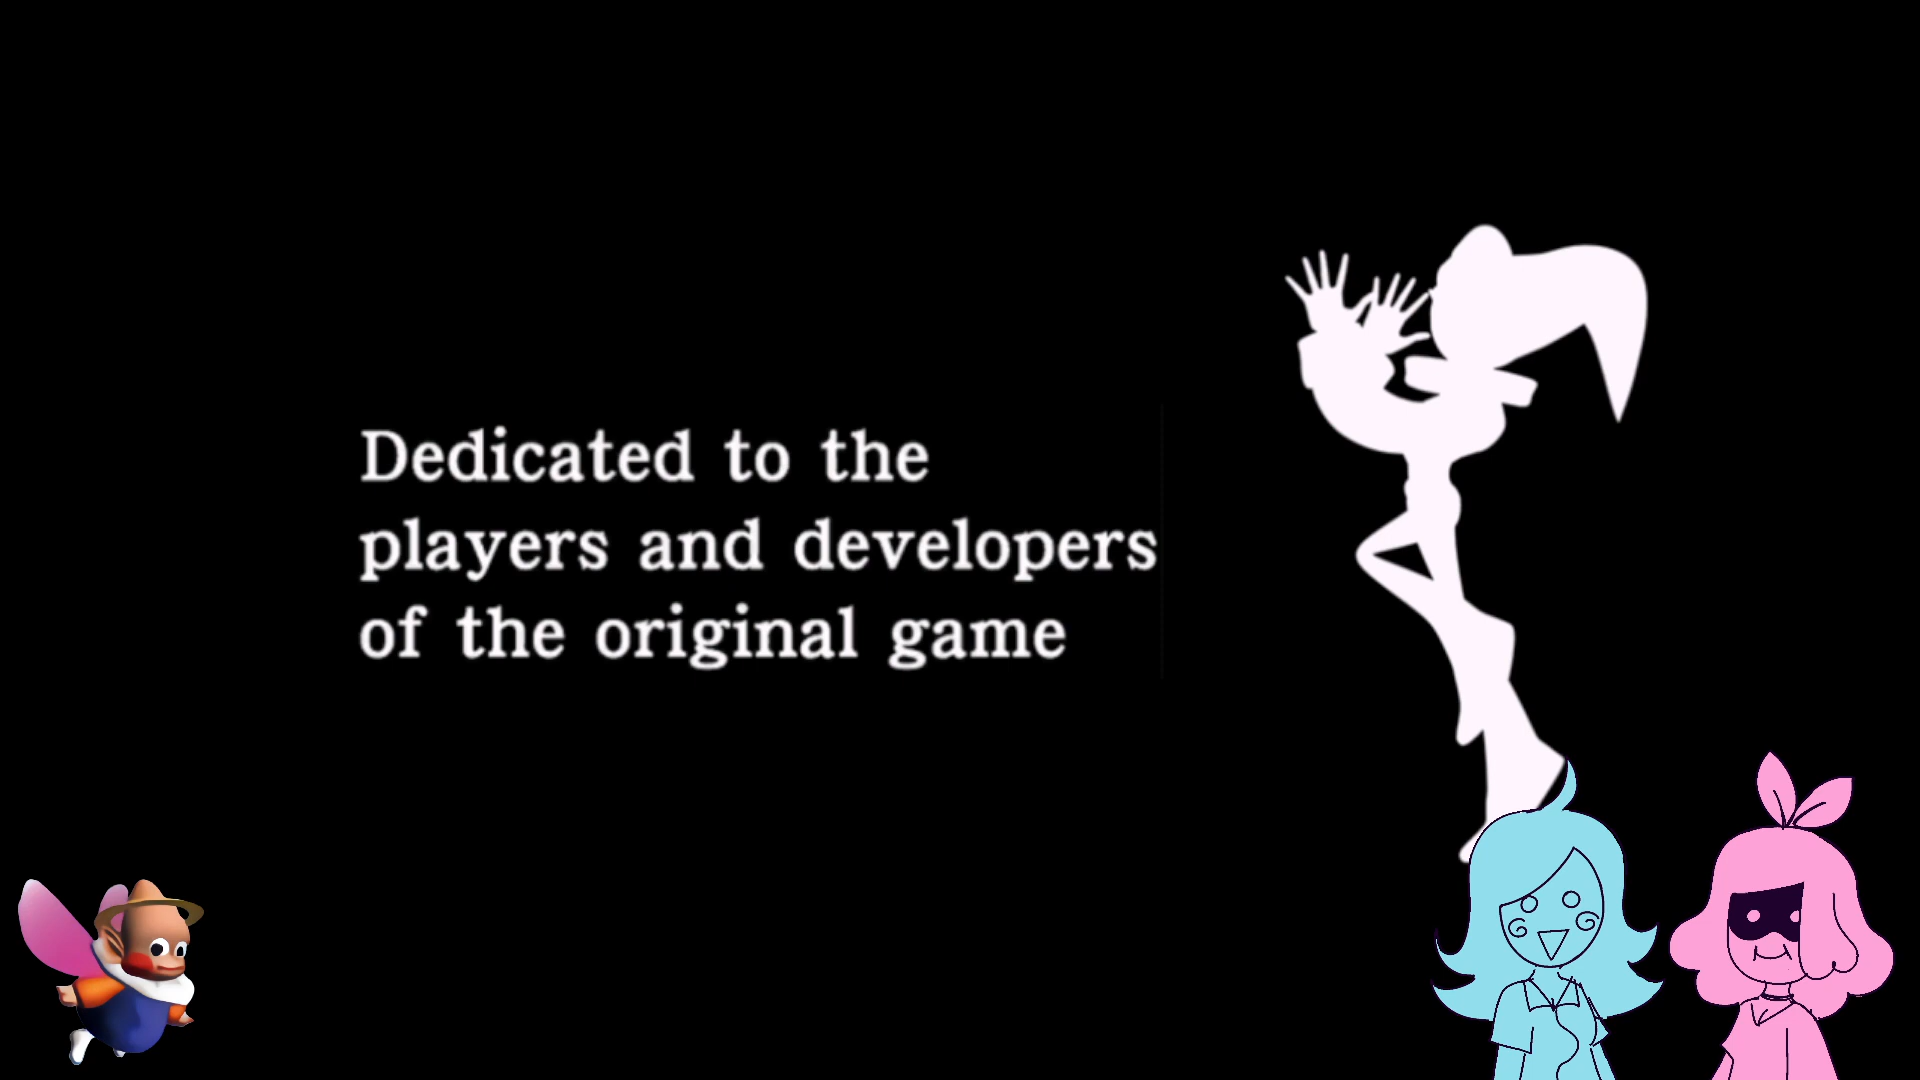 Dedicated to the
players and developers
of the original game